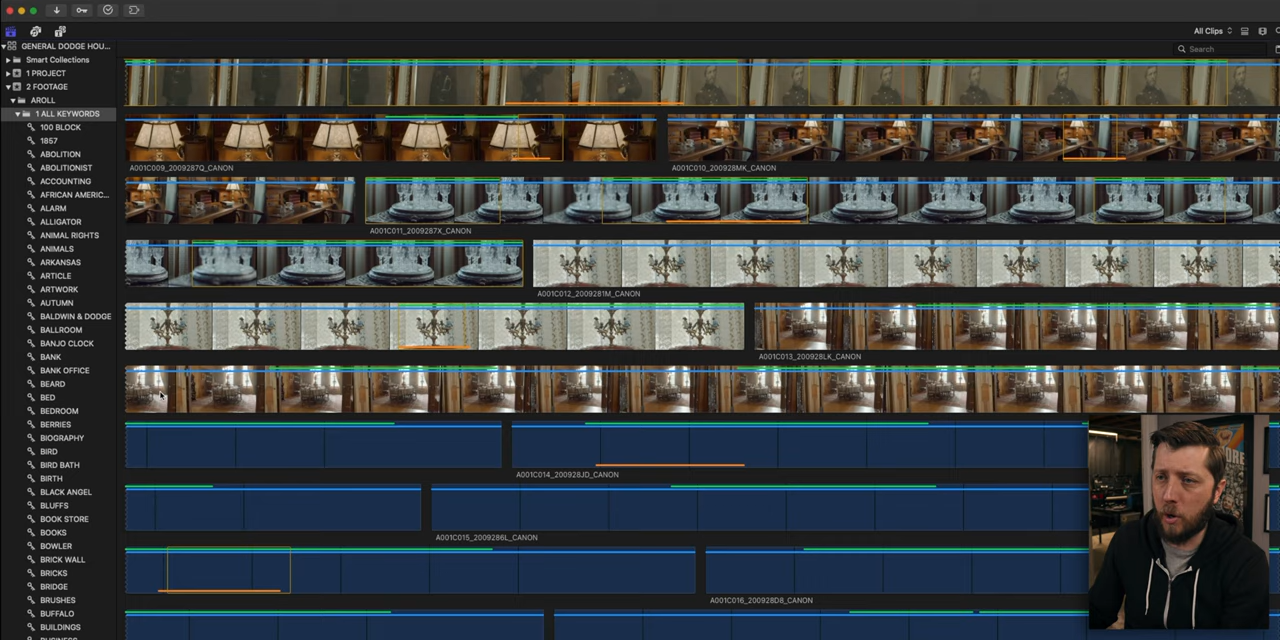 All Clips
Search
GENERAL DODGE HOU...
Smart Collections
1 PROJECT
2 FOOTAGE
AROLL
1 ALL KEYWORDS
100 BLOCK
1857
ABOLITION
ABOLITIONIST
ACCOUNTING
AFRICAN AMERIC...
ALARM
ALLIGATOR
ANIMAL RIGHTS
ANIMALS
ARKANSAS
ARTICLE
ARTWORK
AUTUMN
BALDWIN & DODGE
BALLROOM
BANJO CLOCK
BANK
BANK OFFICE
BEARD
BED
BEDROOM
BERRIES
BIOGRAPHY
BIRD
BIRD BATH
BIRTH
BLACK ANGEL
BLUFFS
BOOK STORE
BOOKS
BOWLER
BRICK WALL
BRICKS
BRIDGE
BRUSHES
BUFFALO
BUILDINGS
A001C009_2009287Q_CANON
A001C010_200928MK_CANON
A001C011_2009287X_CANON
A001C012_2009281M_CANON
A001C013_200928LK_CANON
A001C014_200928JD_CANON
A001C015_2009286L_CANON
A001C016_200928D8_CANON